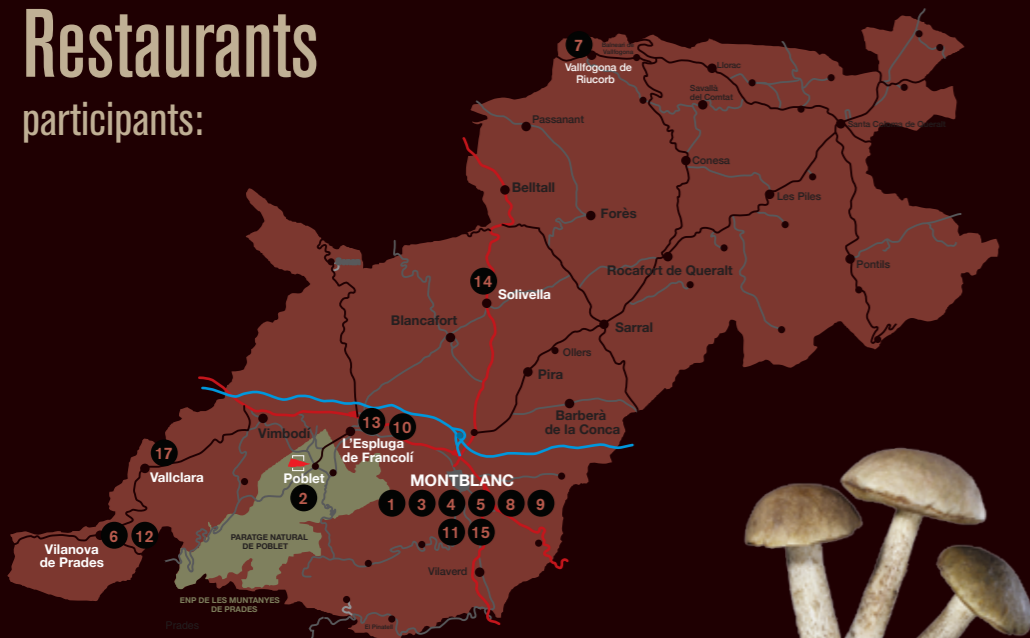 Restaurants
participants:
7
Vallfogona de
Riucorb
Llorac
Savallà
del Comtat
Santa Coloma de Queralt
Passanant
Conesa
Belltall
Les Piles
Forès
Rocafort de Queralt
Pontils
14
Solivella
Blancafort
Sarral
Ollers
Pira
Barberà
de la Conca
13
10
Vimbodí
L'Espluga
de Francolí
17
Vallclara
Poblet
2
MONTBLANC
1
3
4
5
8
9
11
15
6
12
Vilanova
de Prades
PARATGE NATURAL
DE POBLET
Vilaverd
ENP DE LES MUNTANYES
DE PRADES
Prades